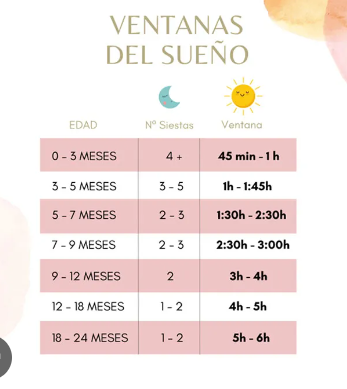 VENTANAS
DEL SUEÑO
EDAD Nº Siestas Ventana
0 - 3 MESES 4 + 45 min - 1 h
3 - 5 MESES 3 - 5 1h - 1:45h
5 - 7 MESES 2 - 3 1:30h - 2:30h
7 - 9 MESES 2 - 3 2:30h - 3:00h
9 - 12 MESES 2 3h - 4h
12 - 18 MESES 1 - 2 4h - 5h
18 - 24 MESES 1 - 2 5h - 6h